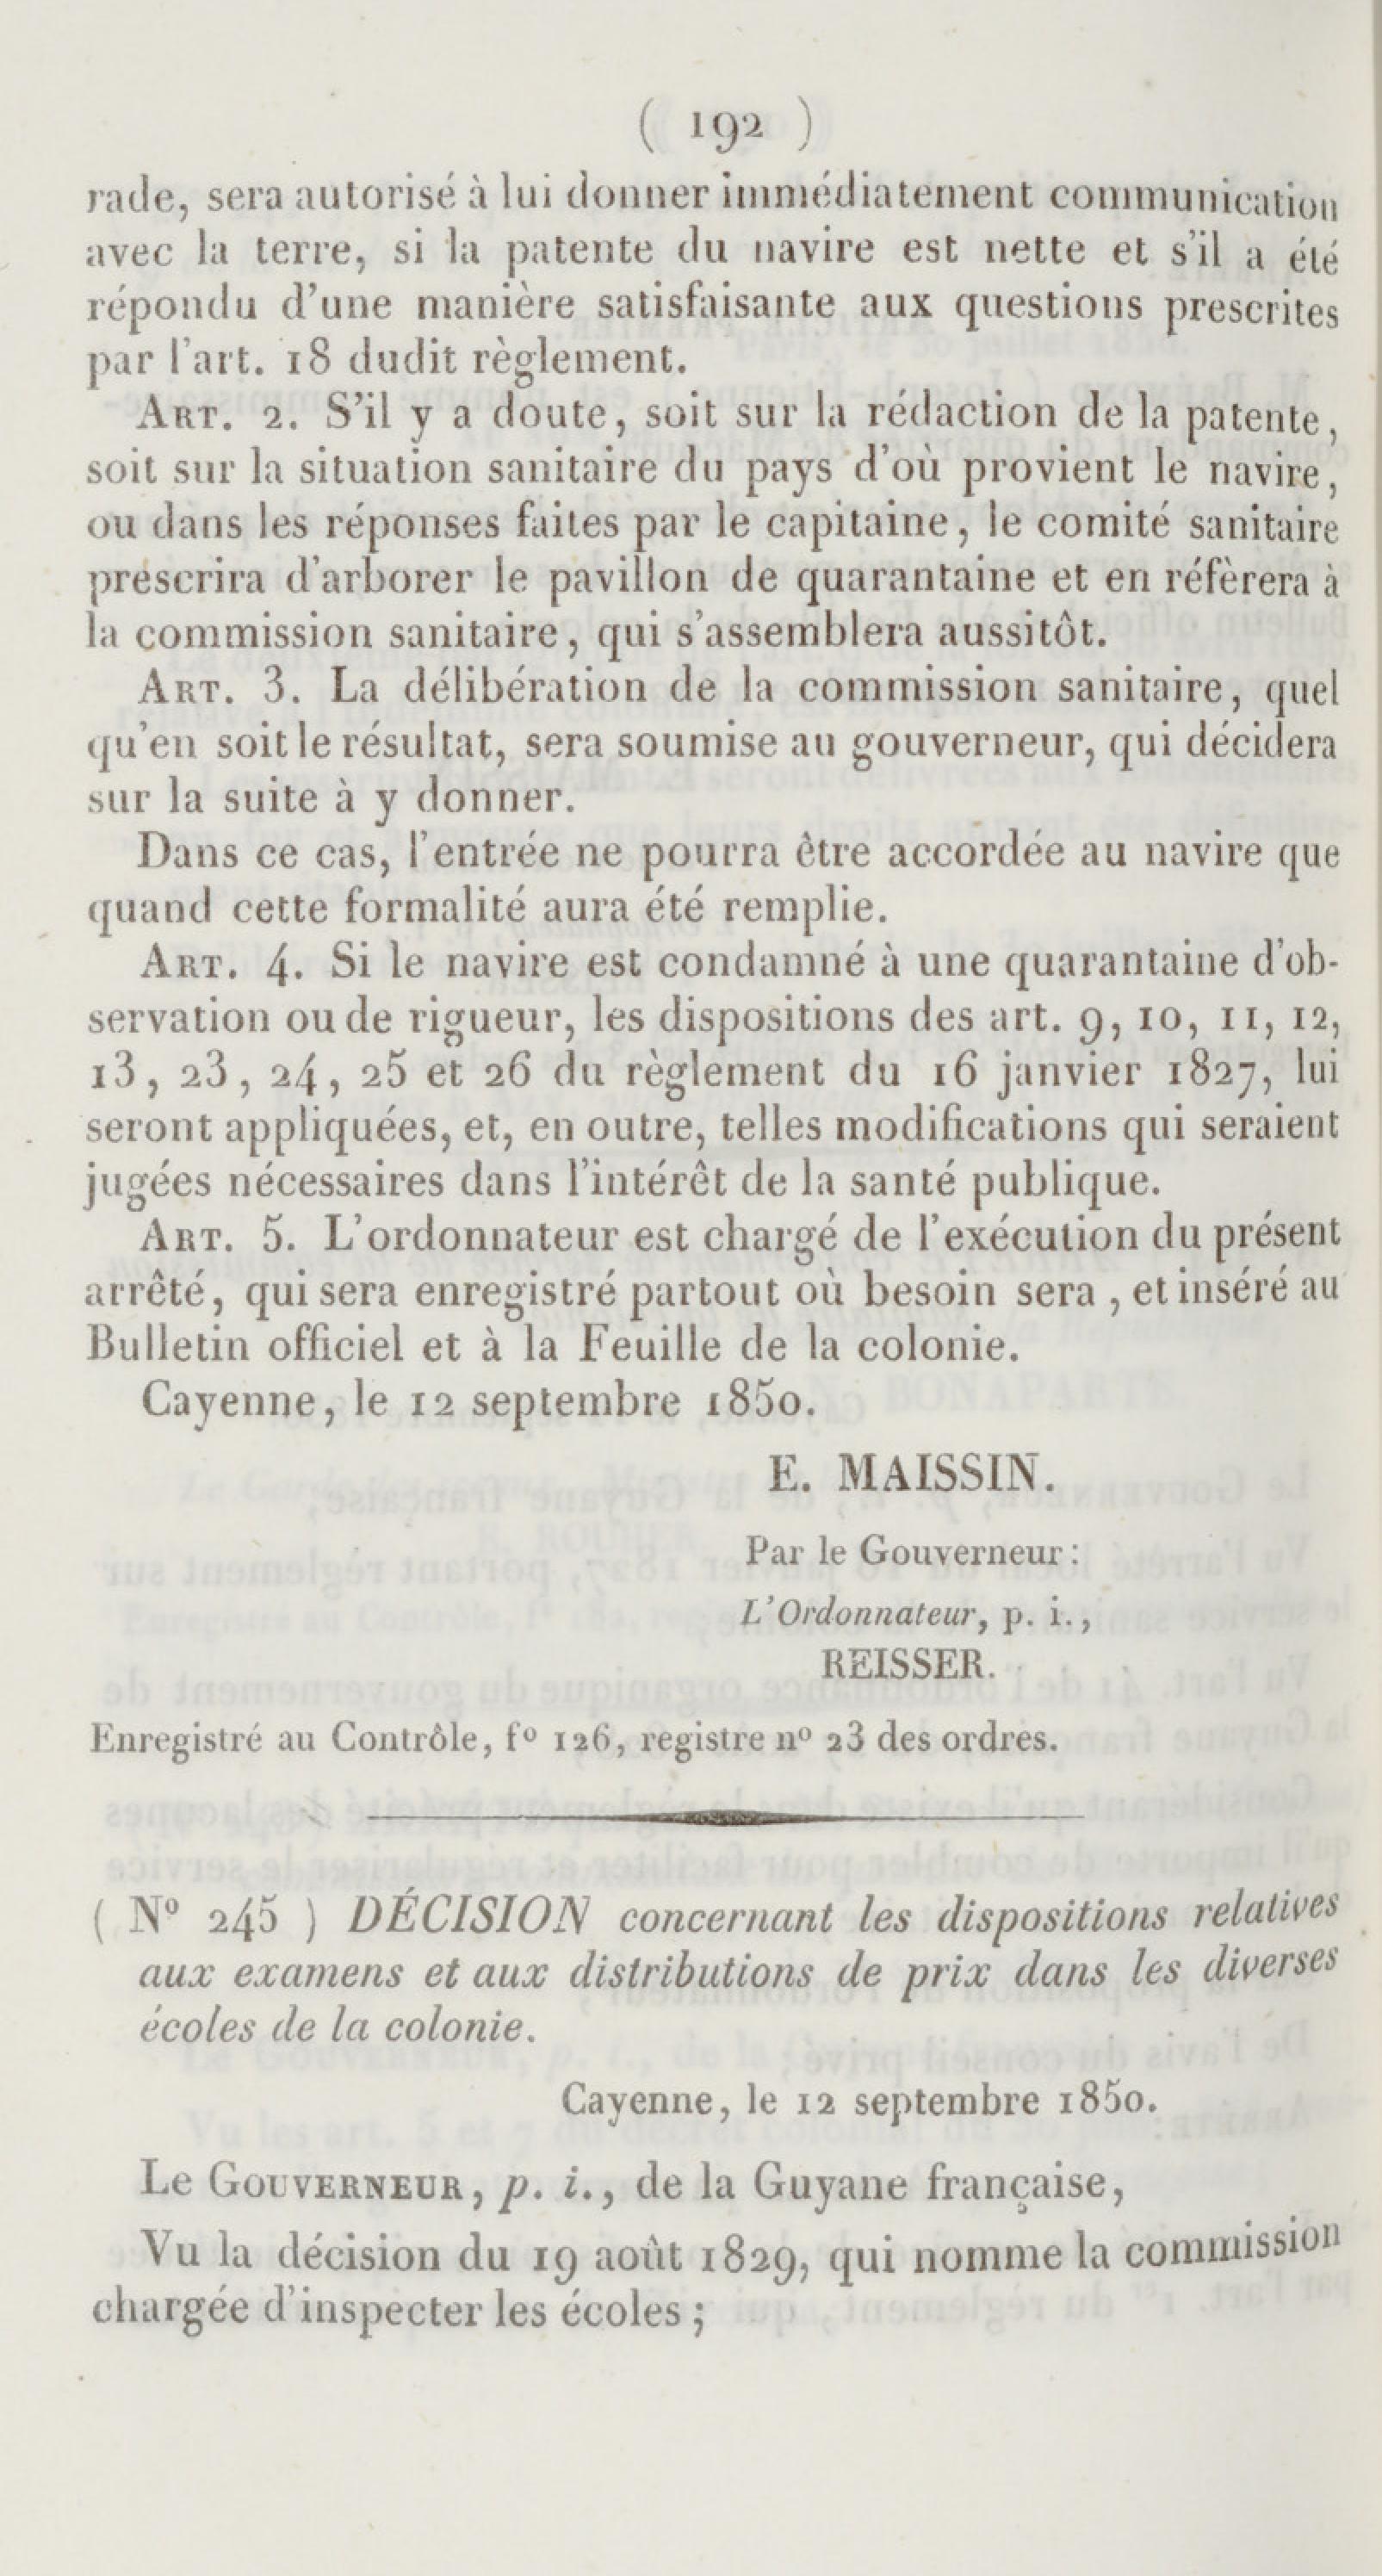 ( 192 )
rade, sera autorisé à lui donner immédiatement communication
avec la terre, si la patente du navire est nette et s'il a été
répondu d'une manière satisfaisante aux questions prescrites
par l'art. 18 dudit règlement.
ART. 2. S'il y a doute, soit sur la rédaction de la patente,
soit sur la situation sanitaire du pays d'où provient le navire,
ou dans les réponses faites par le capitaine, le comité sanitaire
prescrira d'arborer le pavillon de quarantaine et en réfèrera à
la commission sanitaire, qui s'assemblera aussitôt.
ART. 3. La délibération de la commission sanitaire, quel
qu'en soit le résultat, sera soumise au gouverneur, qui décidera
sur la suite à y donner.
Dans ce cas, l'entrée ne pourra être accordée au navire que
quand cette formalité aura été remplie.
ART. 4. Si le navire est condamné à une quarantaine d'ob-
servation ou de rigueur, les dispositions des art. 9, 10, 11, 12,
13, 23, 24, 25 et 26 du règlement du 16 janvier 1827, lui
seront appliquées, et, en outre, telles modifications qui seraient
jugées nécessaires dans l'intérêt de la santé publique.
ART. 5. L'ordonnateur est chargé de l'exécution du présent
arrêté, qui sera enregistré partout où besoin sera, et inséré au
Bulletin officiel et à la Feuille de la colonie.
Cayenne, le 12 septembre 1850.
E. MAISSIN.
Par le Gouverneur:
L'Ordonnateur, p. i.,
REISSER.
Enregistré au Contrôle, f° 126, registre n° 23 des ordres.
( N° 245 ) DÉCISION concernant les dispositions relatives
aux examens et aux distributions de prix dans les diverses
écoles de la colonie.
Cayenne, le 12 septembre 1850.
Le GOUVERNEUR, p. i., de la Guyane française,
Vu la décision du 19 août 1829, qui nomme la commission
chargée d'inspecter les écoles;